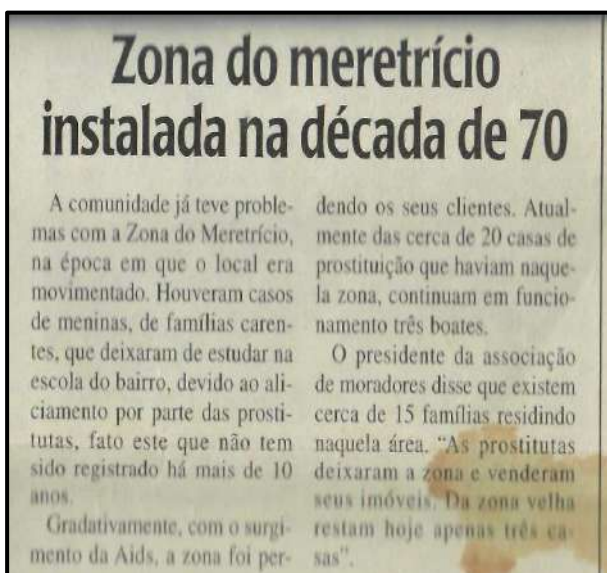 Zona do meretrício
instalada na década de 70
A comunidade já teve proble-
mas com a Zona do Meretrício,
na época em que o local era
movimentado. Houveram casos
de meninas, de famílias caren-
tes, que deixaram de estudar na
escola do bairro, devido ao ali-
ciamento por parte das prosti-
tutas, fato este que não tem
sido registrado há mais de 10
anos.
Gradativamente, com o surgi-
mento da Aids, a zona foi per-
dendo os seus clientes. Atual-
mente das cerca de 20 casas de
prostituição que haviam naque-
la zona, continuam em funcio-
namento três boates.
O presidente da associação
de moradores disse que existem
cerca de 15 famílias residindo
naquela área. “As prostitutas
deixaram a zona e venderam
seus imóveis. Da zona velha
restam hoje apenas três ca-
sas”.